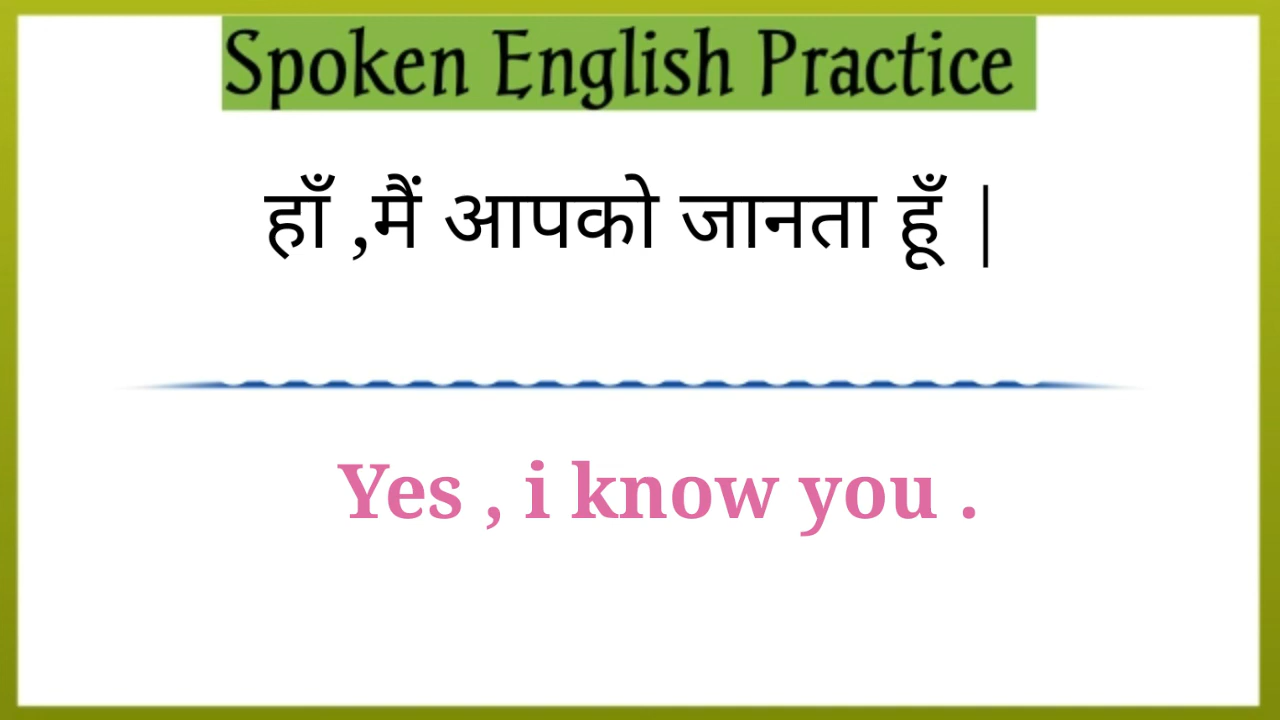 Spoken English Practice
हाँ ,मैं आपको जानता हूँ |
Yes , i know you .